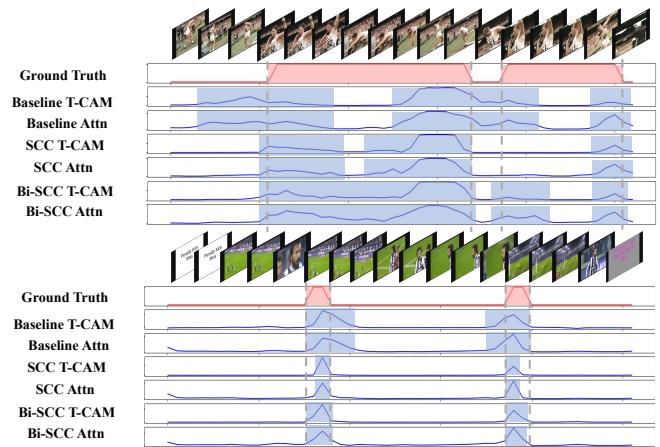 Ground Truth
Baseline T-CAM
Baseline Attn
SCC T-CAM
SCC Attn
Bi-SCC T-CAM
Bi-SCC Attn
Ground Truth
Baseline T-CAM
Baseline Attn
SCC T-CAM
SCC Attn
Bi-SCC T-CAM
Bi-SCC Attn